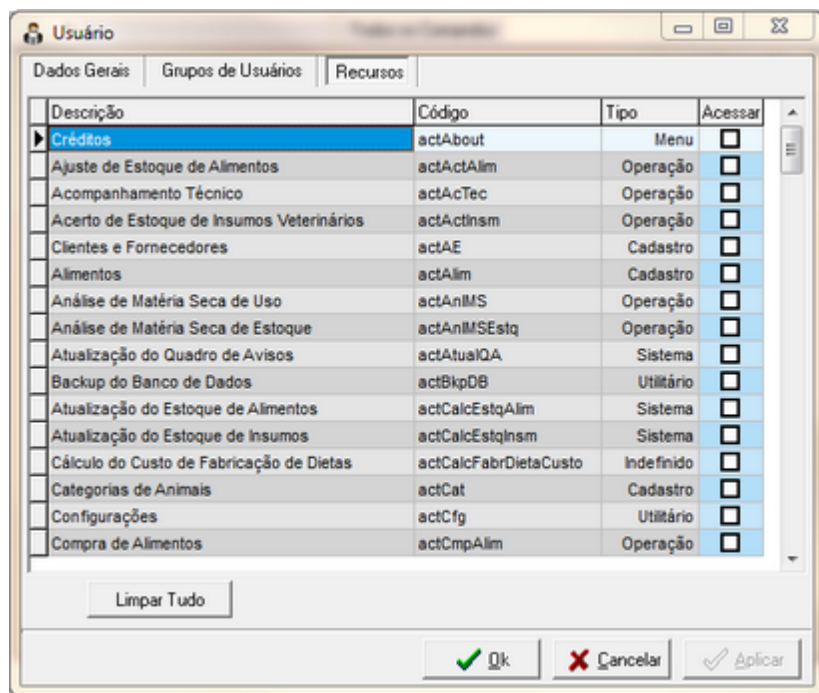 Usuário
Dados Gerais Grupos de Usuários Recursos
Descrição Código Tipo Acessar
Créditos actAbout Menu
Ajuste de Estoque de Alimentos actActAlim Operação
Acompanhamento Técnico actAcTec Operação
Acerto de Estoque de Insumos Veterinários actActInsm Operação
Clientes e Fornecedores actAE Cadastro
Alimentos actAlim Cadastro
Análise de Matéria Seca de Uso actAnlMS Operação
Análise de Matéria Seca de Estoque actAnlMSEstq Operação
Atualização do Quadro de Avisos actAtualQA Sistema
Backup do Banco de Dados actBkpDB Utilitário
Atualização do Estoque de Alimentos actCalcEstqAlim Sistema
Atualização do Estoque de Insumos actCalcEstqInsm Sistema
Cálculo do Custo de Fabricação de Dietas actCalcFabrDietaCusto Indefinido
Categorias de Animais actCat Cadastro
Configurações actCfg Utilitário
Compra de Alimentos actCmpAlim Operação
Limpar Tudo
Ok Cancelar Aplicar